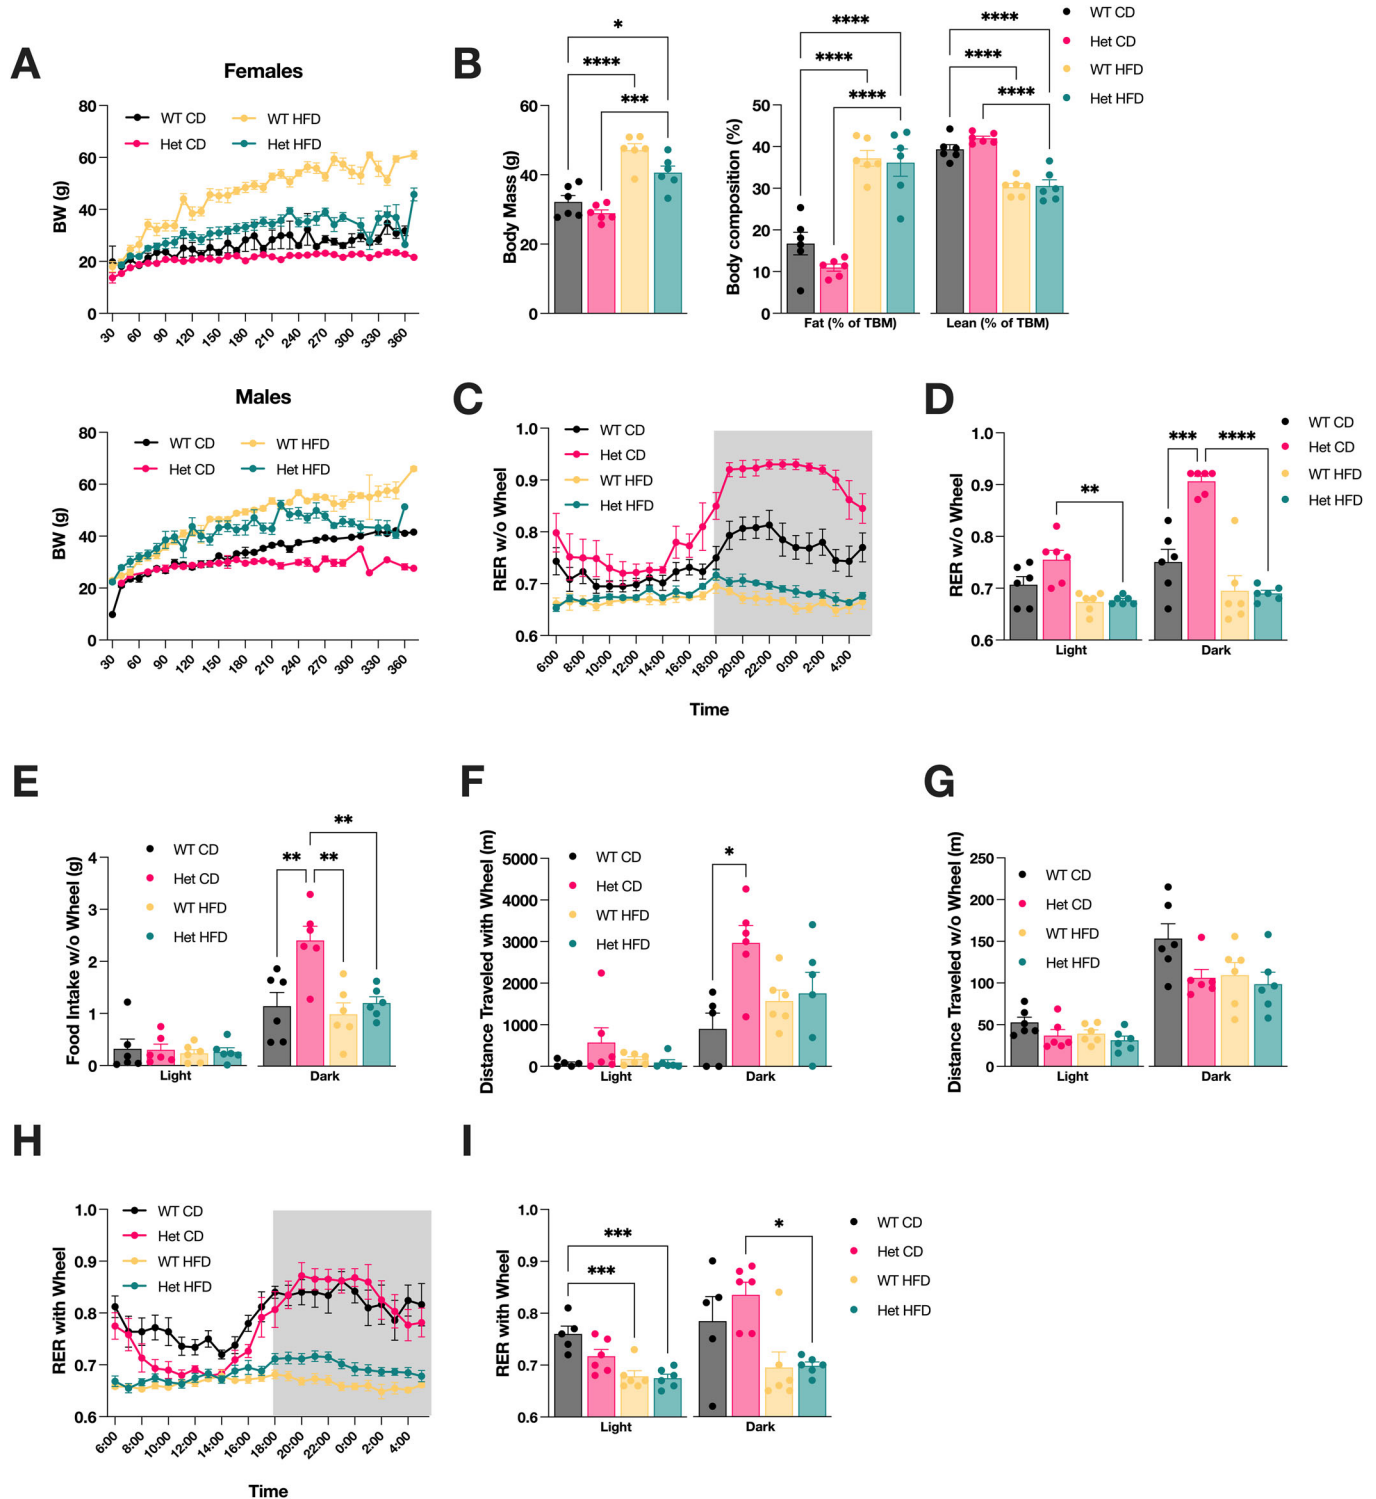 A
Females
BW (g)
80
60
40
20
0
WT CD
WT HFD
Het CD
Het HFD
30
60
90
120
150
180
210
240
270
300
330
360
Males
BW (g)
80
60
40
20
0
WT CD
WT HFD
Het CD
Het HFD
30
60
90
120
150
180
210
240
270
300
330
360
B
Body Mass (g)
60
40
20
0
*
****
***
Body composition (%)
50
40
30
20
10
0
****
****
****
****
****
****
Fat (% of TBM)
Lean (% of TBM)
WT CD
Het CD
WT HFD
Het HFD
C
RER w/o Wheel
1.0
0.9
0.8
0.7
0.6
WT CD
Het CD
WT HFD
Het HFD
6:00
8:00
10:00
12:00
14:00
16:00
18:00
20:00
22:00
0:00
2:00
4:00
Time
D
RER w/o Wheel
1.0
0.9
0.8
0.7
0.6
**
***
****
Light
Dark
WT CD
Het CD
WT HFD
Het HFD
E
Food Intake w/o Wheel (g)
4
3
2
1
0
WT CD
Het CD
WT HFD
Het HFD
**
**
**
Light
Dark
F
Distance Traveled with Wheel (m)
5000
4000
3000
2000
1000
0
WT CD
Het CD
WT HFD
Het HFD
*
Light
Dark
G
Distance Traveled w/o Wheel (m)
250
200
150
100
50
0
WT CD
Het CD
WT HFD
Het HFD
Light
Dark
H
RER with Wheel
1.0
0.9
0.8
0.7
0.6
WT CD
Het CD
WT HFD
Het HFD
6:00
8:00
10:00
12:00
14:00
16:00
18:00
20:00
22:00
0:00
2:00
4:00
Time
I
RER with Wheel
1.0
0.9
0.8
0.7
0.6
***
***
*
Light
Dark
WT CD
Het CD
WT HFD
Het HFD